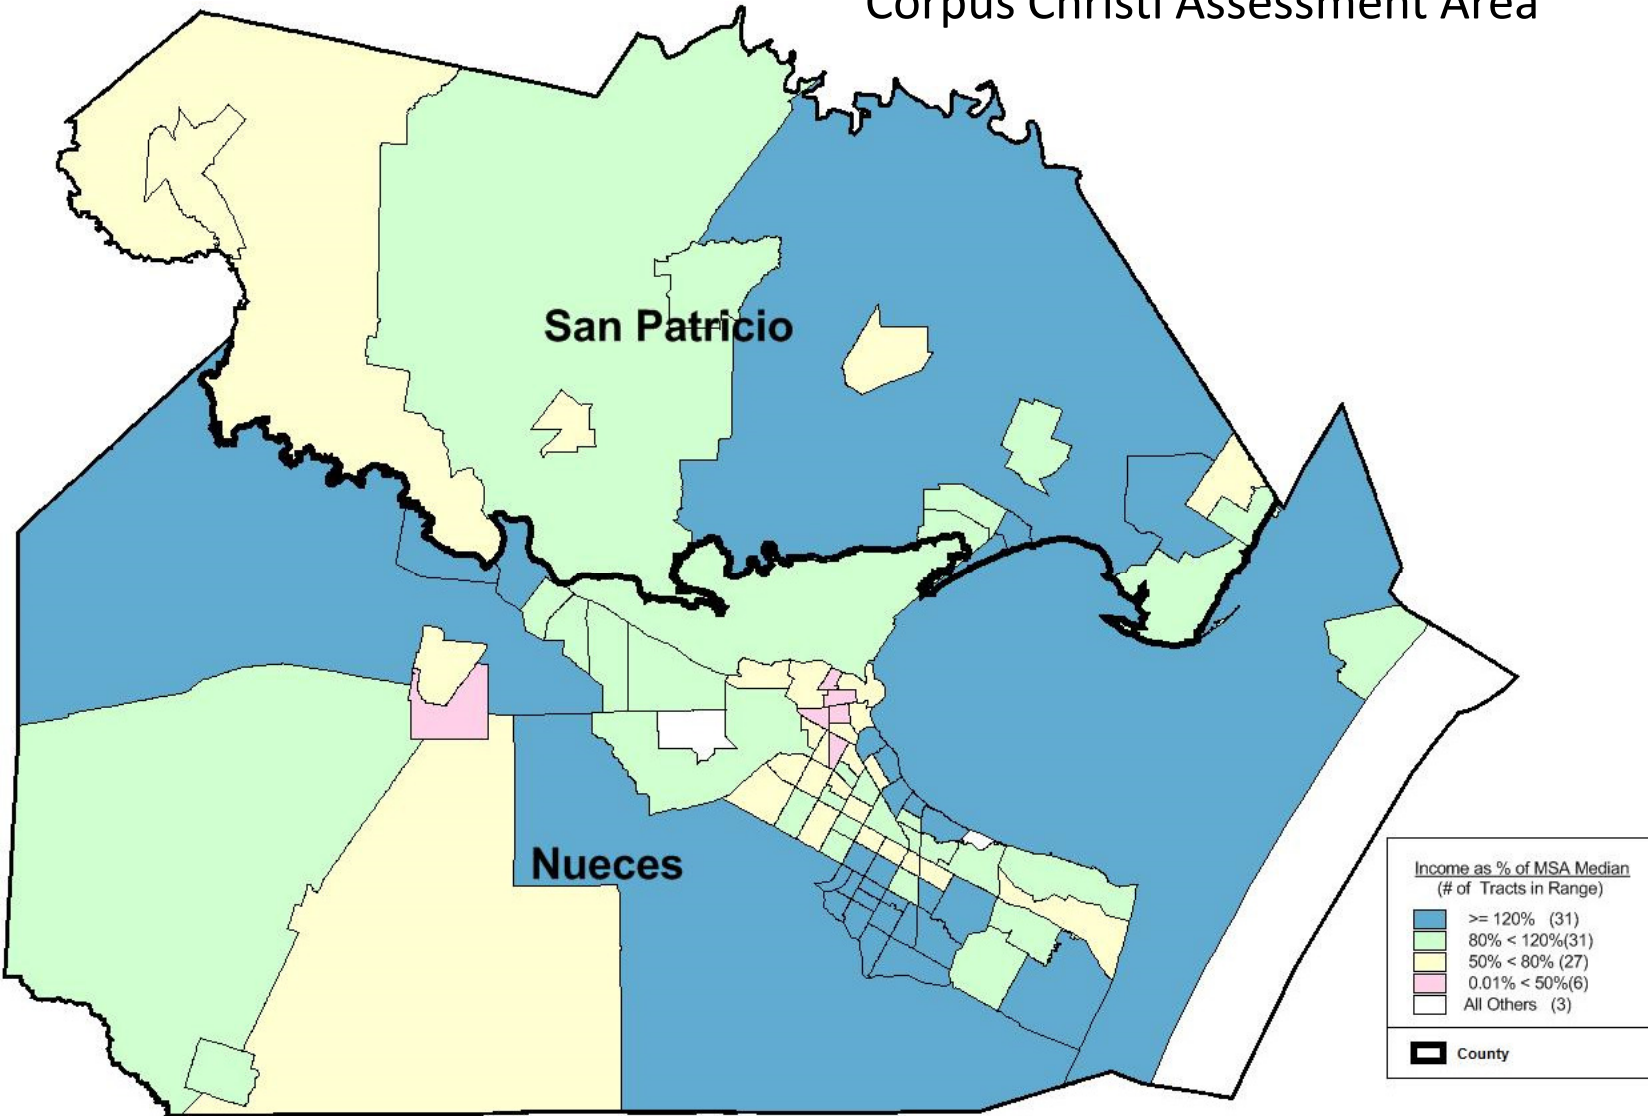 Corpus Christi Assessment Area
San Patricio
Nueces
Income as % of MSA Median
(# of Tracts in Range)
>= 120% (31)
80% < 120%(31)
50% < 80% (27)
0.01% < 50%(6)
All Others (3)
County